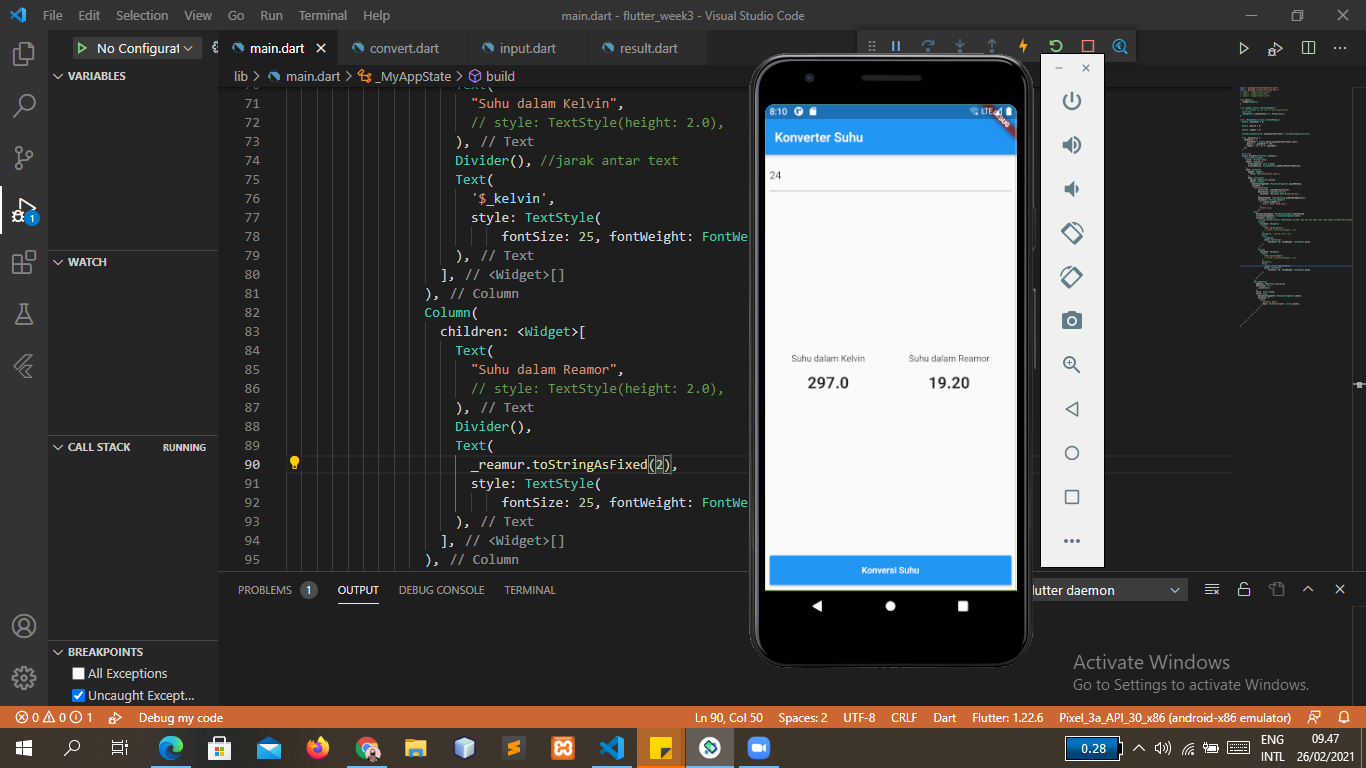 File Edit Selection View Go Run Terminal Help
main.dart - flutter_week3 - Visual Studio Code
No Configurat
main.dart
convert.dart
input.dart
result.dart
lib > main.dart > _MyAppState > build
VARIABLES
WATCH
CALL STACK RUNNING
BREAKPOINTS
All Exceptions
Uncaught Except...
1
Text(
71 "Suhu dalam Kelvin",
72 // style: TextStyle(height: 2.0),
73 ), // Text
74 Divider(), //jarak antar text
75 Text(
76 '$_kelvin',
77 style: TextStyle(
78 fontSize: 25, fontWeight: FontWe
79 ), // Text
80 ], // <Widget>[]
81 ), // Column
82 Column(
83 children: <Widget>[
84 Text(
85 "Suhu dalam Reamor",
86 // style: TextStyle(height: 2.0),
87 ), // Text
88 Divider(),
89 Text(
90 _reamur.toStringAsFixed(2),
91 style: TextStyle(
92 fontSize: 25, fontWeight: FontWe
93 ), // Text
94 ], // <Widget>[]
95 ), // Column
8:10 LTE
Konverter Suhu
24
Suhu dalam Kelvin Suhu dalam Reamor
297.0 19.20
Konversi Suhu
PROBLEMS 1 OUTPUT DEBUG CONSOLE TERMINAL
lutter daemon
Activate Windows
Go to Settings to activate Windows.
0 0 1 Debug my code
Ln 90, Col 50 Spaces: 2 UTF-8 CRLF Dart Flutter: 1.22.6 Pixel_3a_API_30_x86 (android-x86 emulator)
0.28
ENG
INTL
09.47
26/02/2021